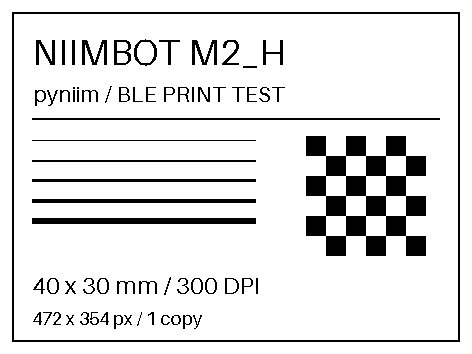 NIIMBOT M2_H
pyniim / BLE PRINT TEST
40 x 30 mm / 300 DPI
472 x 354 px / 1 copy